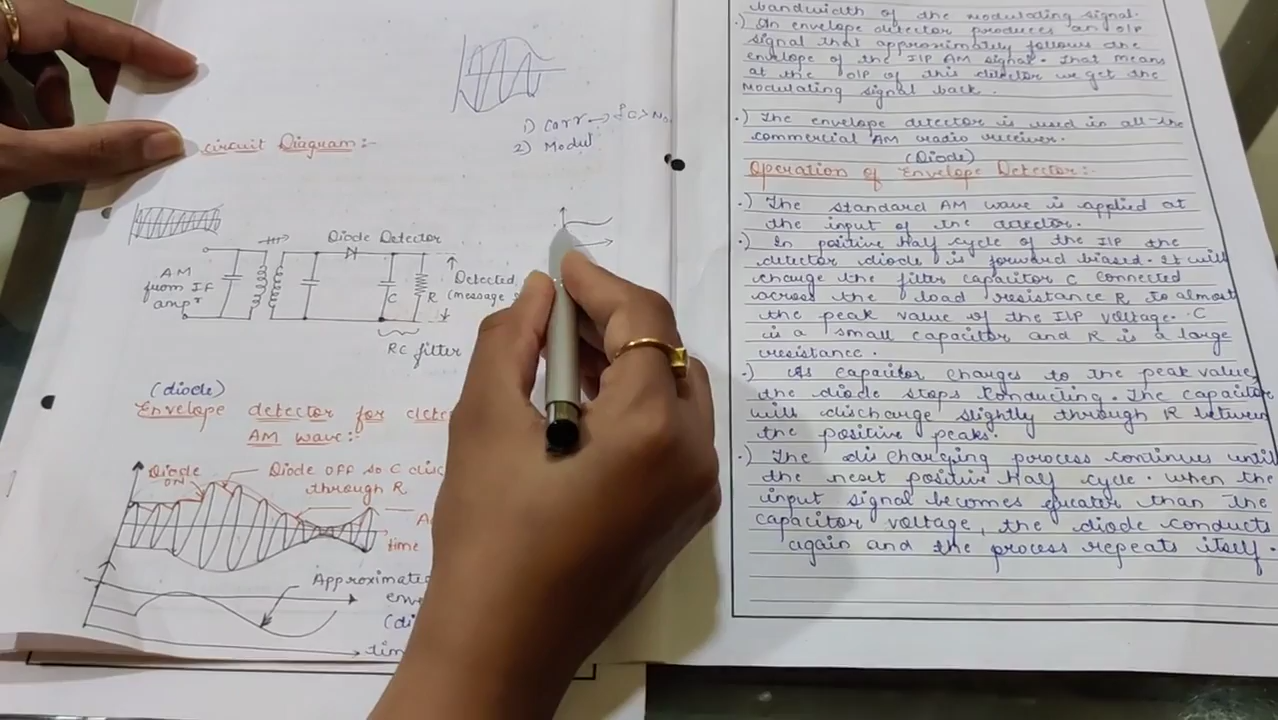 1) Carr → fc
2) Modul
circuit Diagram:-
Diode Detector
AM
from IF
ampr
C
R
Detected
(message
RC filter
(diode)
Envelope detector for dete
AM wave:-
Diode
ON
Diode OFF so C disc
through R
time
Approximate
enve
(di
tim
bandwidth of the modulating signal.
·) An envelope detector produces an O/P
signal that approximately follows the
envelope of the I/P AM signal. That means
at the O/P of this detector we get the
Modulating signal back.
·) The envelope detector is used in all the
commercial AM radio receiver.
(Diode)
Operation of Envelope Detector:-
·) The standard AM wave is applied at
the input of the detector.
·) In positive half cycle of the I/P the
detector diode is forward biased. It will
charge the filter capacitor C connected
across the load resistance R to almost
the peak value of the I/P voltage. C
is a small capacitor and R is a large
resistance.
·) As capacitor charges to the peak value,
the diode stops conducting. The capacitor
will discharge slightly through R between
the positive peaks.
·) The discharging process continues until
the next positive half cycle. when the
input signal becomes greater than the
capacitor voltage, the diode conducts
again and the process repeats itself.